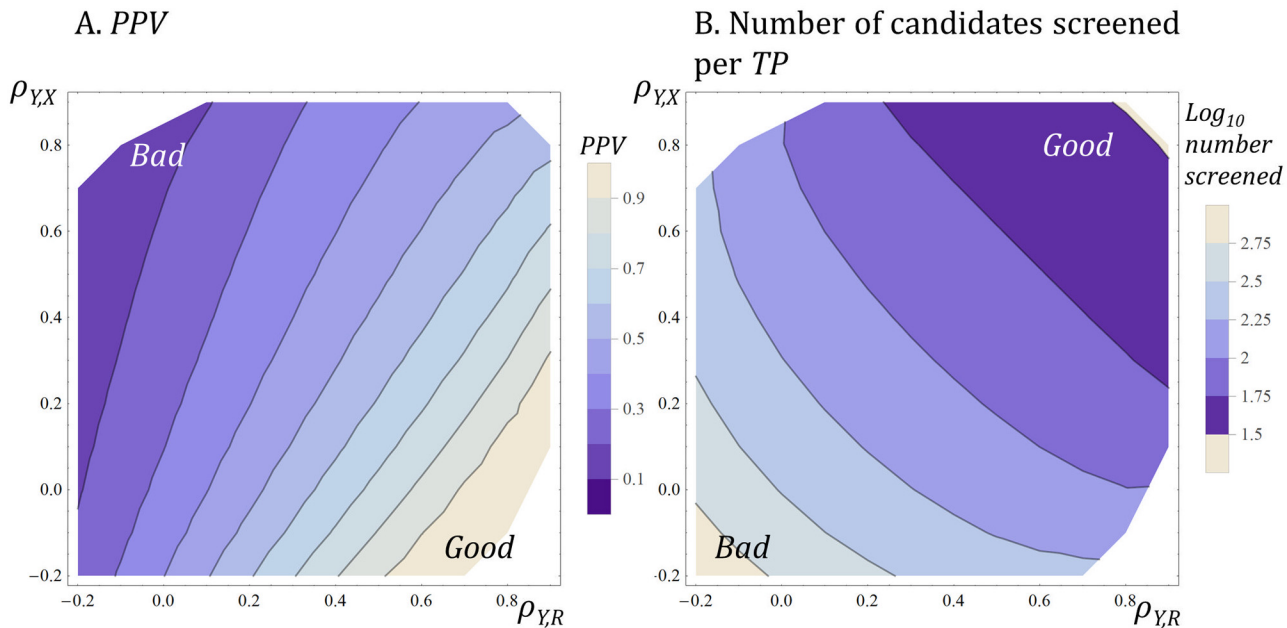 A. PPV
B. Number of candidates screened
per TP
ρY,X
0.8
0.6
0.4
0.2
0.0
−0.2
−0.2
0.0
0.2
0.4
0.6
0.8
ρY,R
Bad
Good
PPV
0.9
0.7
0.5
0.3
0.1
ρY,X
0.8
0.6
0.4
0.2
0.0
·0.2
−0.2
0.0
0.2
0.4
0.6
0.8
ρY,R
Good
Bad
Log10
number
screened
2.75
2.5
2.25
2
1.75
1.5